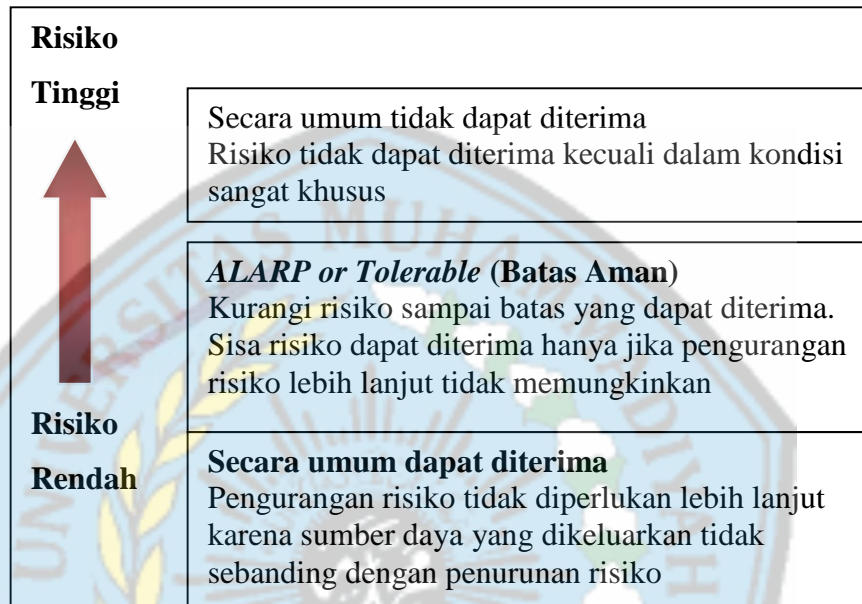 Risiko
Tinggi
Secara umum tidak dapat diterima
Risiko tidak dapat diterima kecuali dalam kondisi
sangat khusus
ALARP or Tolerable (Batas Aman)
Kurangi risiko sampai batas yang dapat diterima.
Sisa risiko dapat diterima hanya jika pengurangan
risiko lebih lanjut tidak memungkinkan
Risiko
Rendah
Secara umum dapat diterima
Pengurangan risiko tidak diperlukan lebih lanjut
karena sumber daya yang dikeluarkan tidak
sebanding dengan penurunan risiko
UNIVERSITAS MUHAMMADIYAH